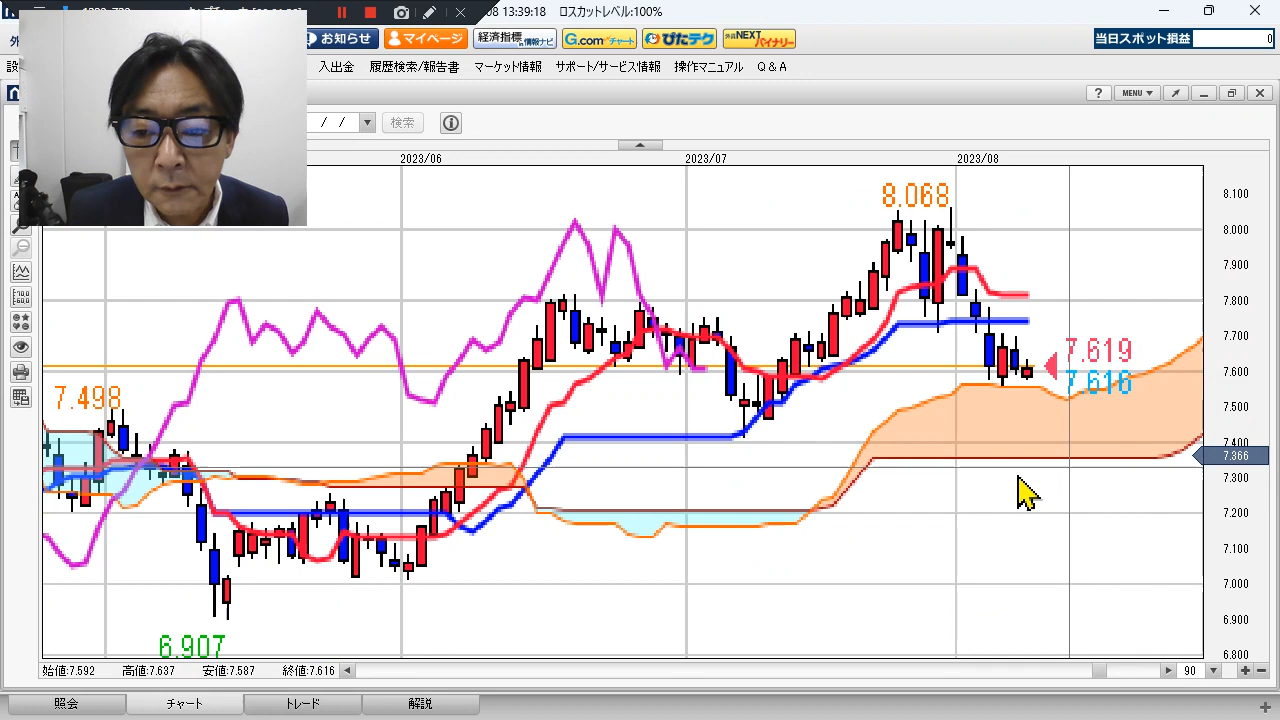 08 13:39:18 ロスカットレベル:100%
お知らせ
マイページ
経済指標 情報ナビ
G.comチャート
ぴたテク
外貨NEXTバイナリー
当日スポット損益 0
入出金 履歴検索/報告書 マーケット情報 サポート/サービス情報 操作マニュアル Q&A
? MENU
/ / 検索
2023/06 2023/07 2023/08
8.068
8.100
8.000
7.900
7.800
7.700
7.619
7.616
7.600
7.498
7.500
7.400
7.366
7.300
7.200
7.100
7.000
6.900
6.907
6.800
始値:7.592 高値:7.637 安値:7.587 終値:7.616 90
照会 チャート トレード 解説